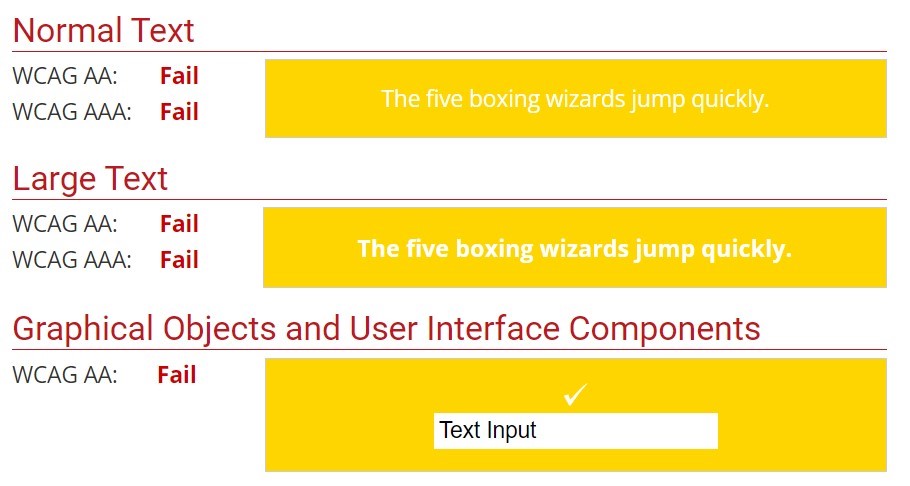 Normal Text
WCAG AA: Fail
WCAG AAA: Fail
The five boxing wizards jump quickly.
Large Text
WCAG AA: Fail
WCAG AAA: Fail
The five boxing wizards jump quickly.
Graphical Objects and User Interface Components
WCAG AA: Fail
✓
Text Input